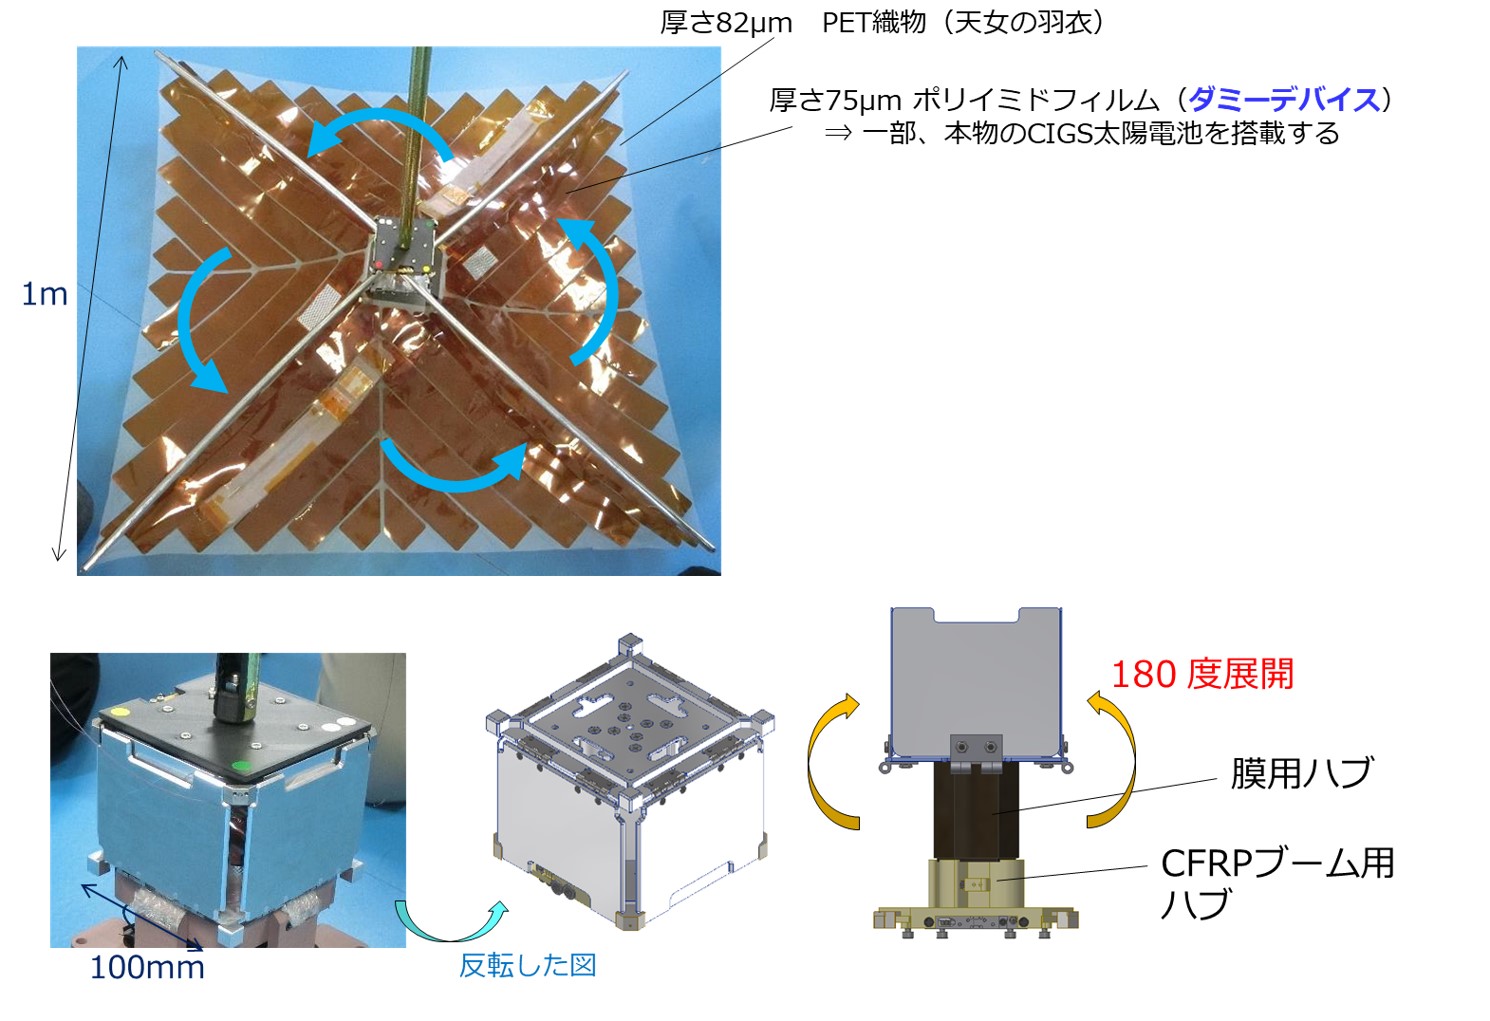 厚さ82μm　PET織物（天女の羽衣）
厚さ75μm ポリイミドフィルム（ダミーデバイス）
⇒ 一部、本物のCIGS太陽電池を搭載する
1m
180 度展開
膜用ハブ
CFRPブーム用
ハブ
100mm
反転した図